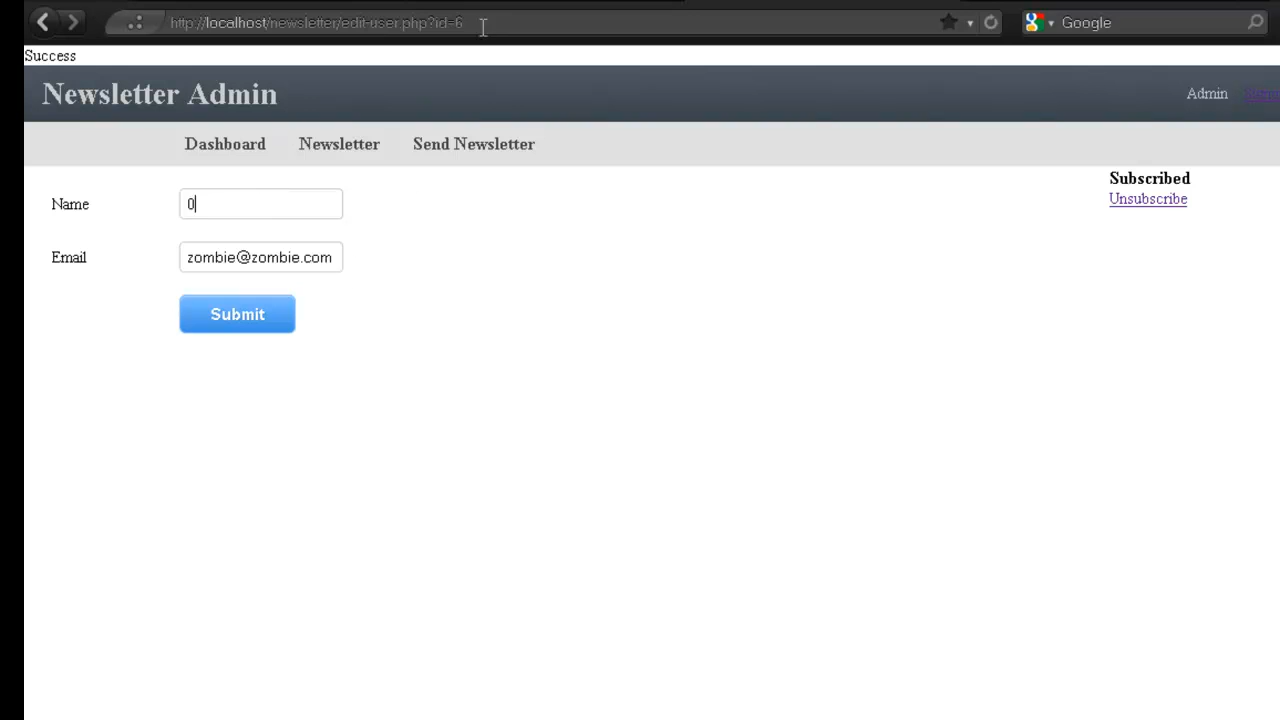 http://localhost/newsletter/edit-user.php?id=6
Google
Success
Newsletter Admin
Admin
Dashboard
Newsletter
Send Newsletter
Subscribed
Unsubscribe
Name
0
Email
zombie@zombie.com
Submit